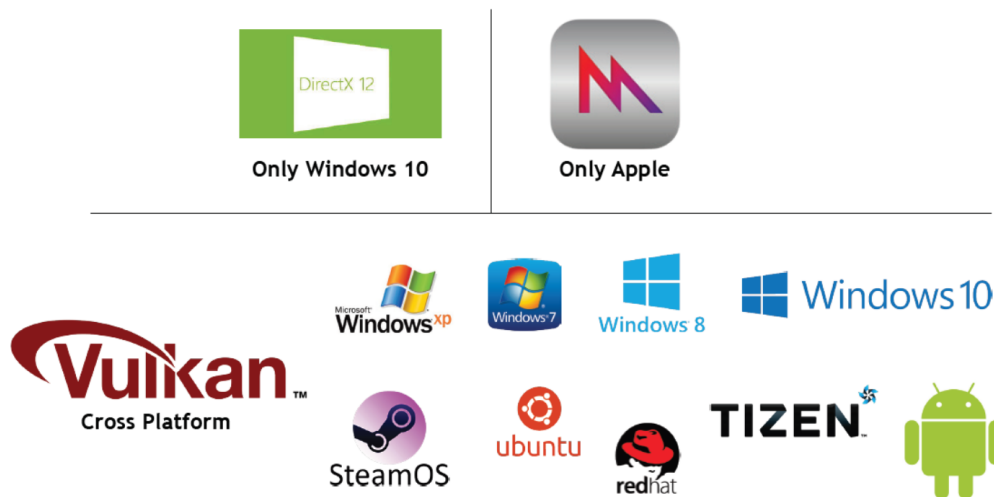 DirectX 12
Only Windows 10
Only Apple
Microsoft
Windows xp
Windows 7
Windows 8
Windows 10
Vulkan™
Cross Platform
SteamOS
ubuntu
redhat
TIZEN™